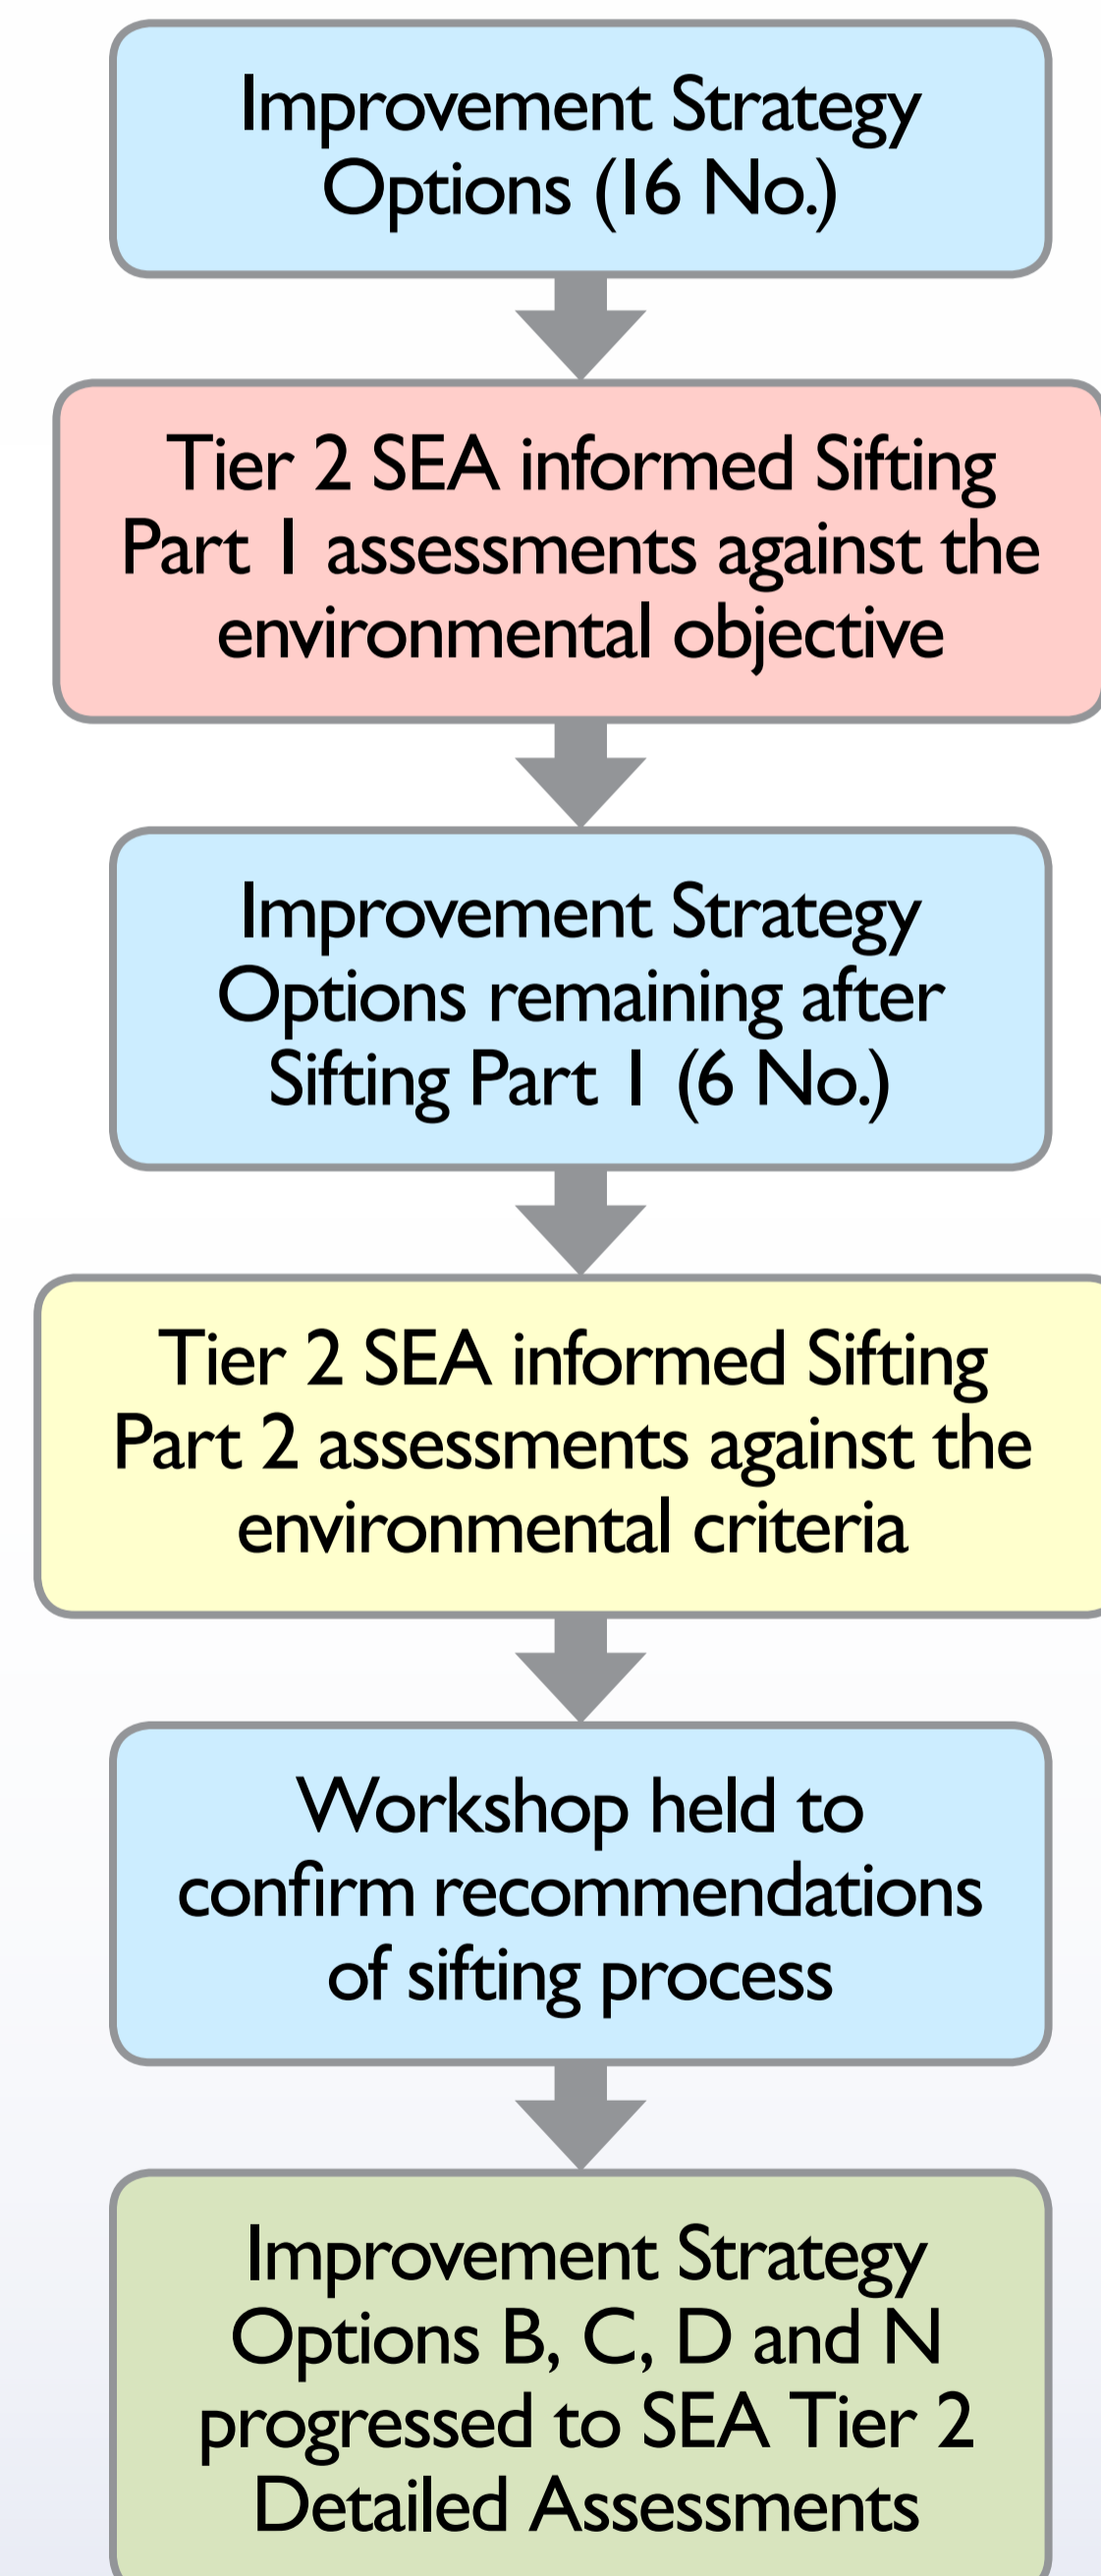 Improvement Strategy
Options (16 No.)
Tier 2 SEA informed Sifting
Part 1 assessments against the
environmental objective
Improvement Strategy
Options remaining after
Sifting Part 1 (6 No.)
Tier 2 SEA informed Sifting
Part 2 assessments against the
environmental criteria
Workshop held to
confirm recommendations
of sifting process
Improvement Strategy
Options B, C, D and N
progressed to SEA Tier 2
Detailed Assessments